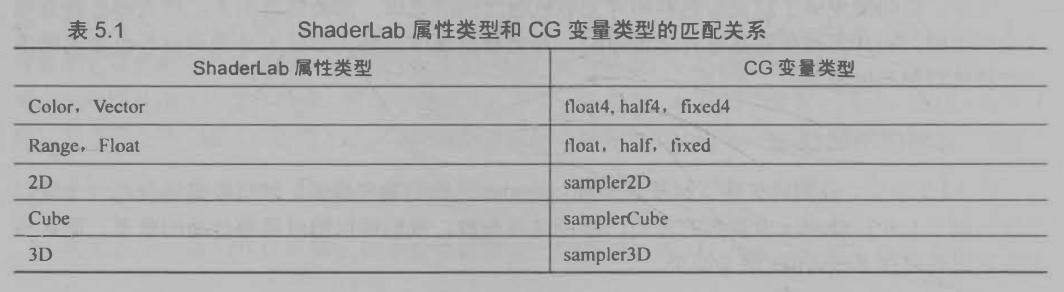 表 5.1 ShaderLab 属性类型和 CG 变量类型的匹配关系
ShaderLab 属性类型 CG 变量类型
Color，Vector float4, half4，fixed4
Range，Float float，half，fixed
2D sampler2D
Cube samplerCube
3D sampler3D